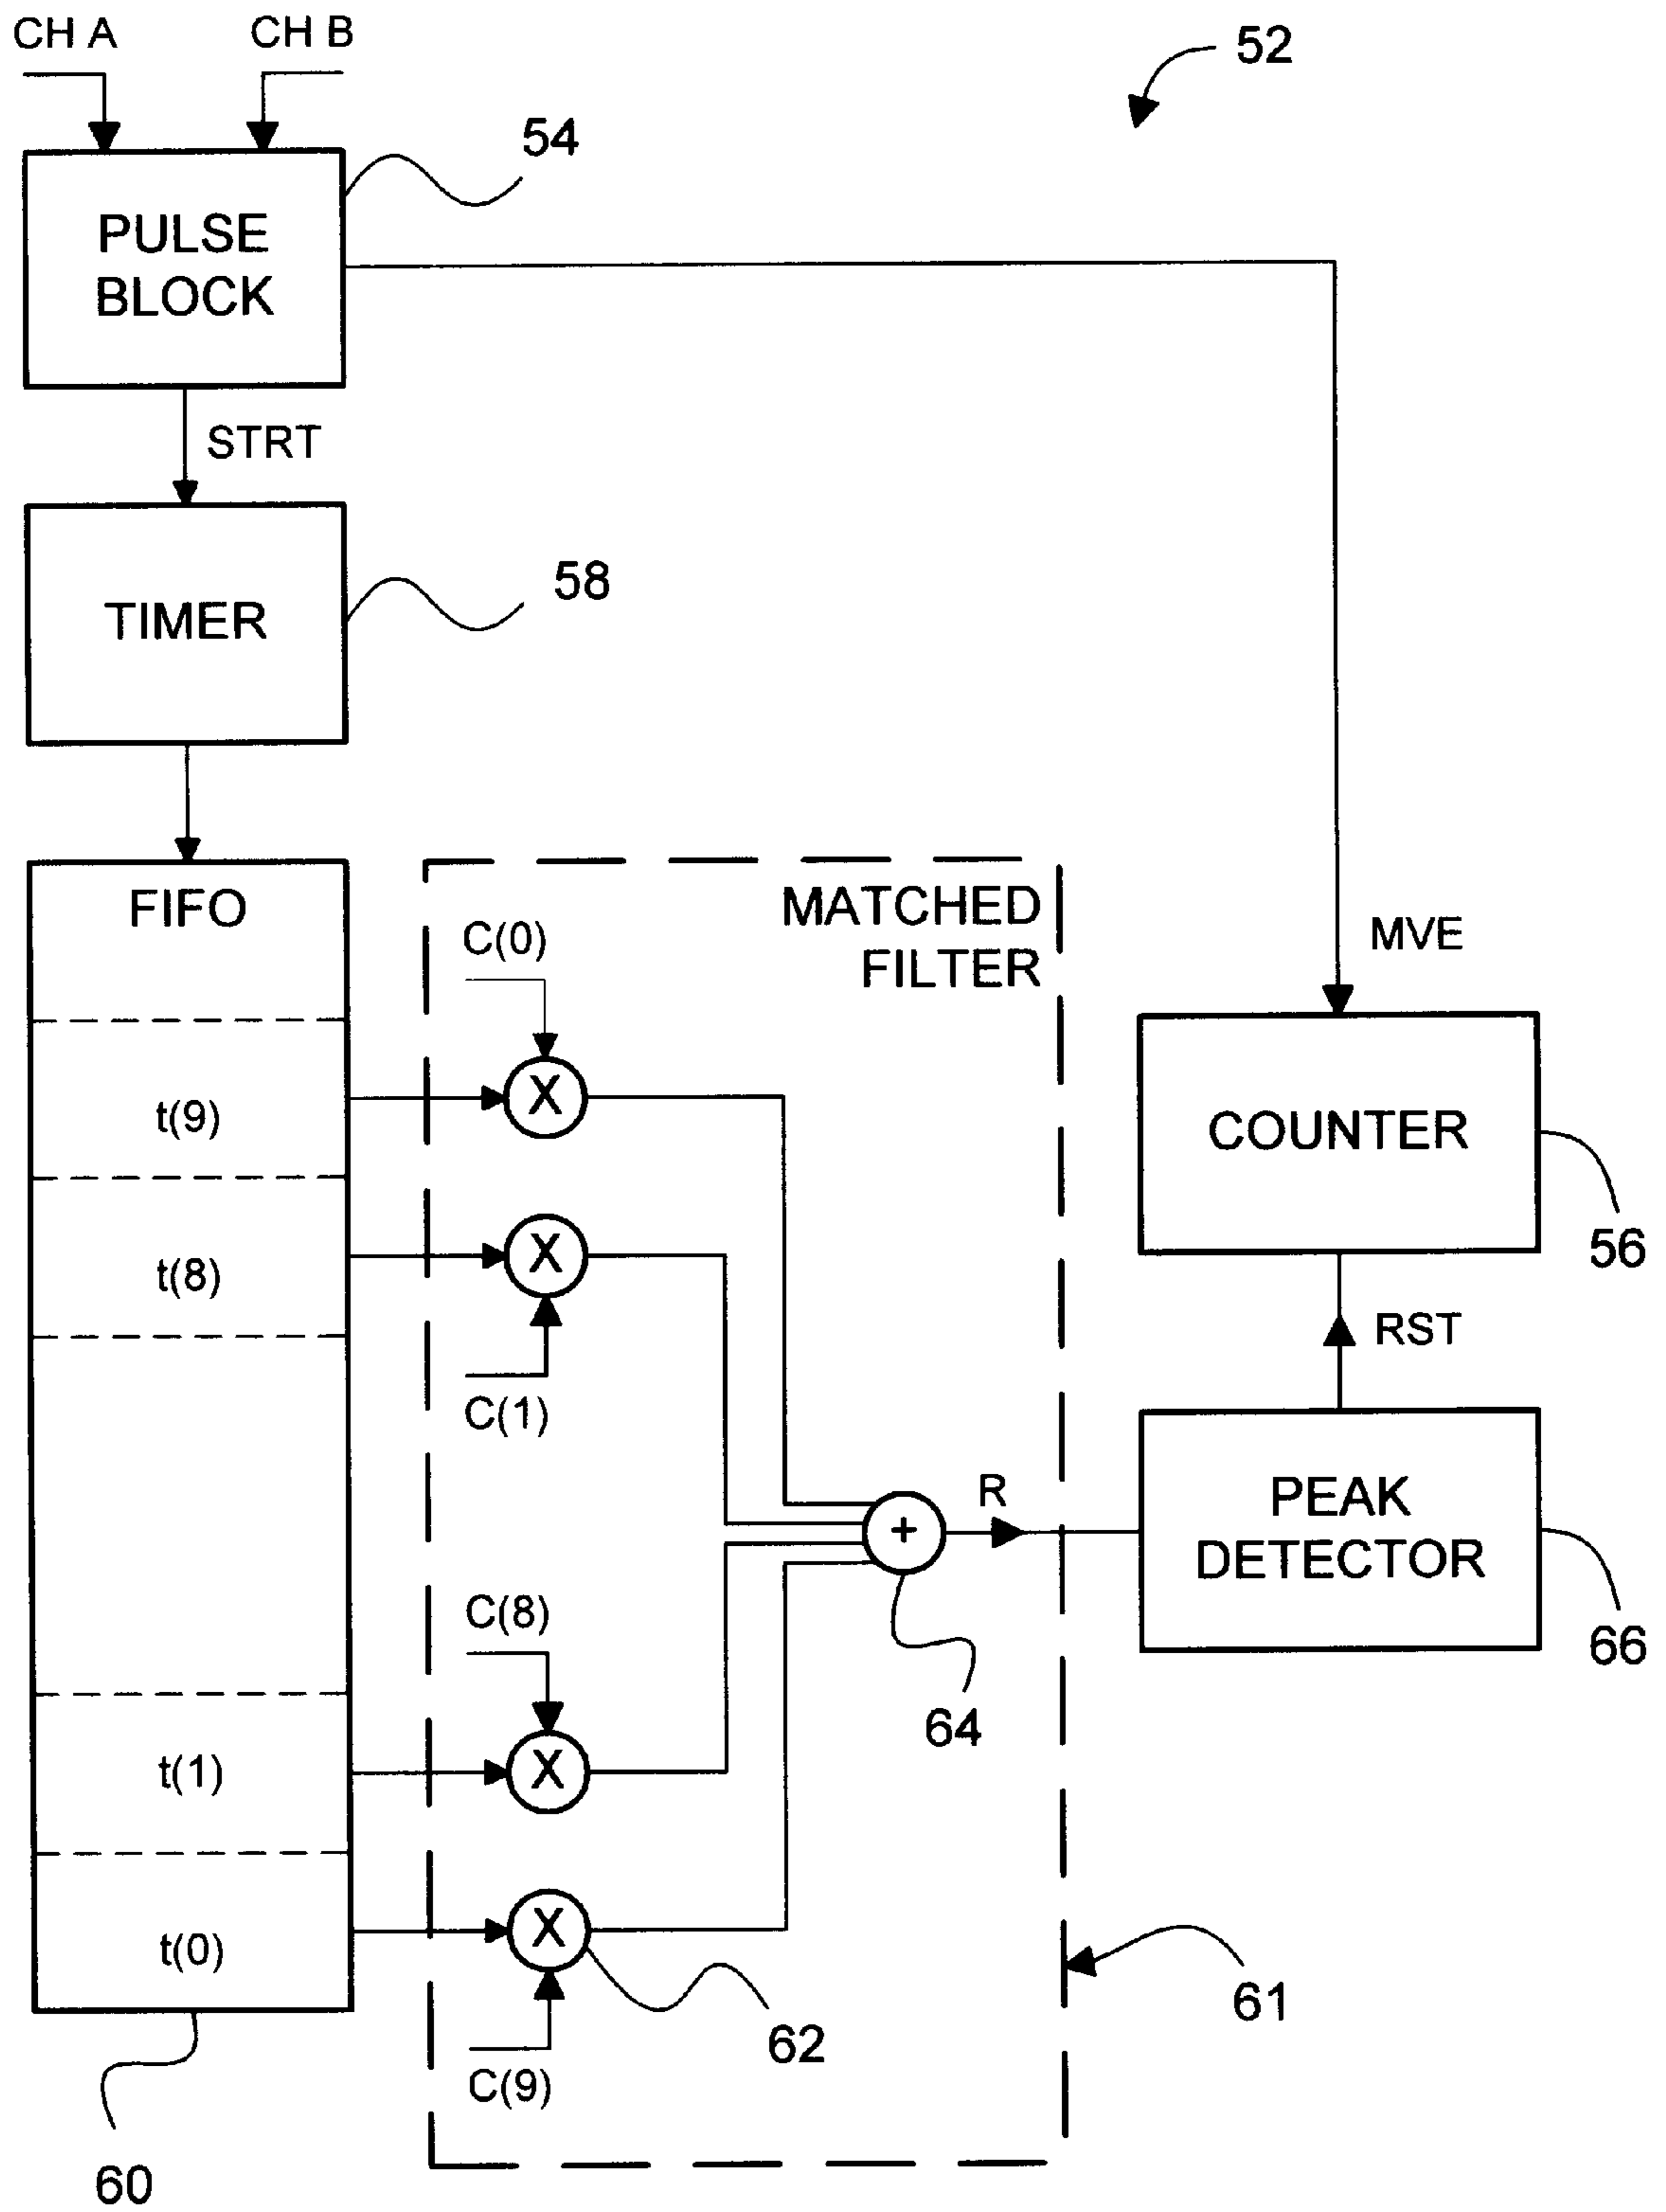 CH A
CH B
52
54
PULSE
BLOCK
STRT
58
TIMER
FIFO
MATCHED
FILTER
C(0)
MVE
t(9)
COUNTER
t(8)
56
C(1)
RST
R
PEAK
DETECTOR
+
X
X
C(8)
66
64
t(1)
X
t(0)
X
61
62
C(9)
60